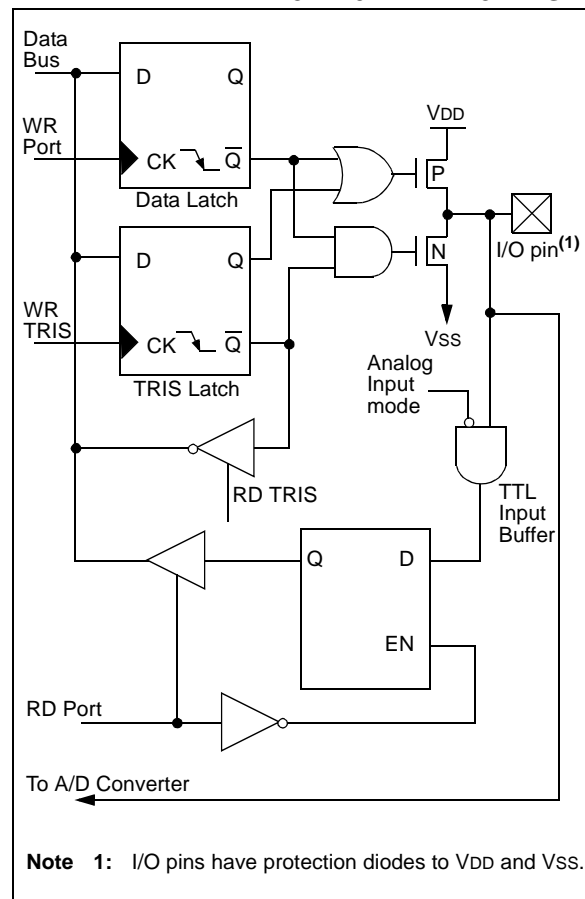 Data
Bus
D
Q
WR
Port
CK
Q
Data Latch
VDD
P
I/O pin(1)
N
VSS
D
Q
WR
TRIS
CK
Q
TRIS Latch
Analog
Input
mode
RD TRIS
TTL
Input
Buffer
Q
D
EN
RD Port
To A/D Converter
Note 1: I/O pins have protection diodes to VDD and VSS.